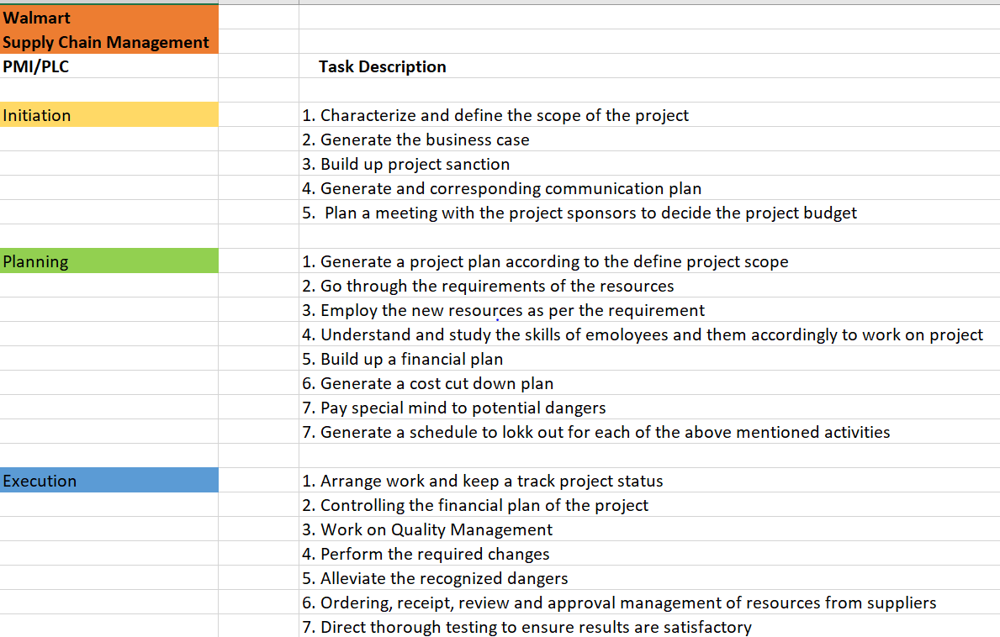 Walmart
Supply Chain Management
PMI/PLC Task Description
Initiation 1. Characterize and define the scope of the project
2. Generate the business case
3. Build up project sanction
4. Generate and corresponding communication plan
5.  Plan a meeting with the project sponsors to decide the project budget
Planning 1. Generate a project plan according to the define project scope
2. Go through the requirements of the resources
3. Employ the new resources as per the requirement
4. Understand and study the skills of emoloyees and them accordingly to work on project
5. Build up a financial plan
6. Generate a cost cut down plan
7. Pay special mind to potential dangers
7. Generate a schedule to lokk out for each of the above mentioned activities
Execution 1. Arrange work and keep a track project status
2. Controlling the financial plan of the project
3. Work on Quality Management
4. Perform the required changes
5. Alleviate the recognized dangers
6. Ordering, receipt, review and approval management of resources from suppliers
7. Direct thorough testing to ensure results are satisfactory